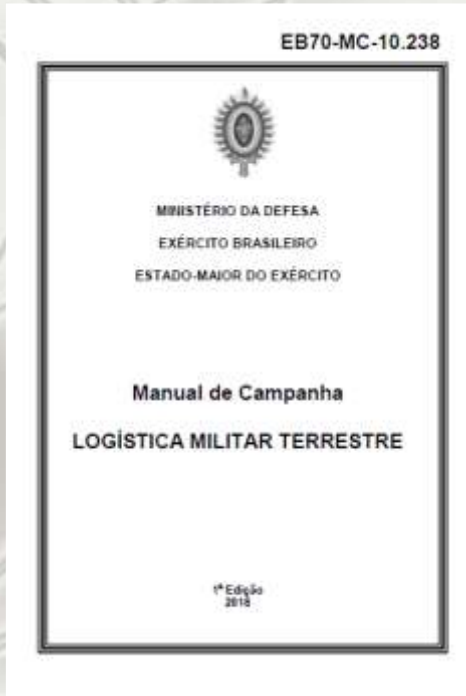 EB70-MC-10.238
MINISTÉRIO DA DEFESA
EXÉRCITO BRASILEIRO
ESTADO-MAIOR DO EXÉRCITO
Manual de Campanha
LOGÍSTICA MILITAR TERRESTRE
1ª Edição
2018